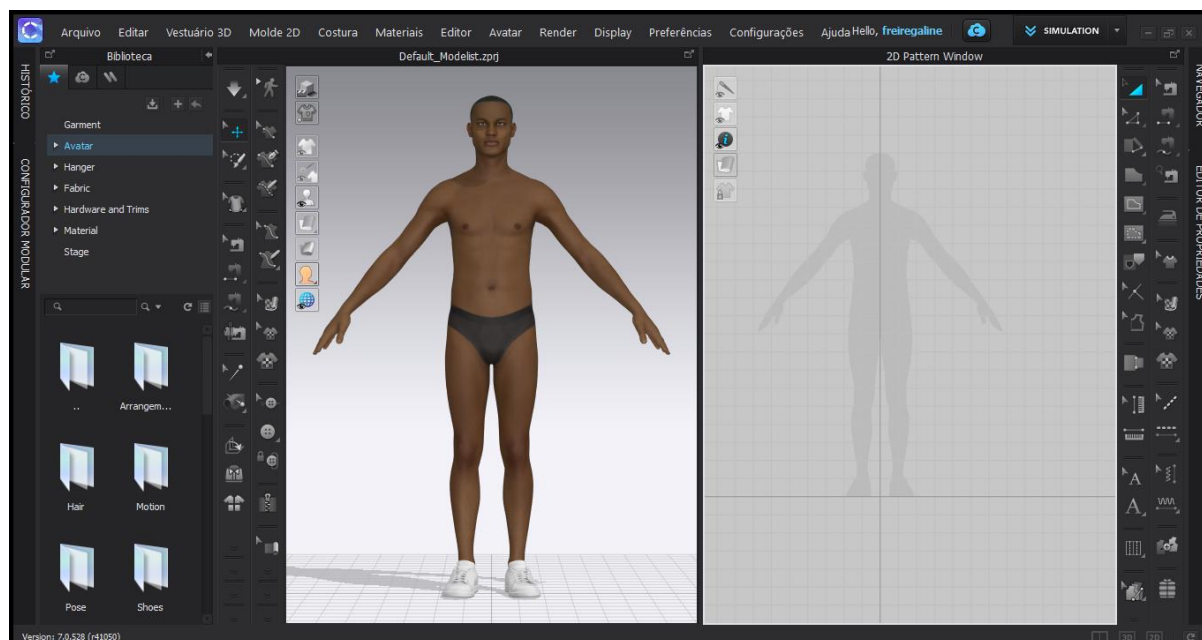 Arquivo Editar Vestuário 3D Molde 2D Costura Materiais Editor Avatar Render Display Preferências Configurações Ajuda Hello, freiregaline SIMULATION
Biblioteca
Default_Modelist.zprj
2D Pattern Window
HISTÓRICO
CONFIGURADOR MODULAR
Garment
Avatar
Hanger
Fabric
Hardware and Trims
Material
Stage
..
Arrangem...
Hair
Motion
Pose
Shoes
NAVEGADOR
EDITOR DE PROPRIEDADES
Version: 7.0.528 (r41050)
3D 2D